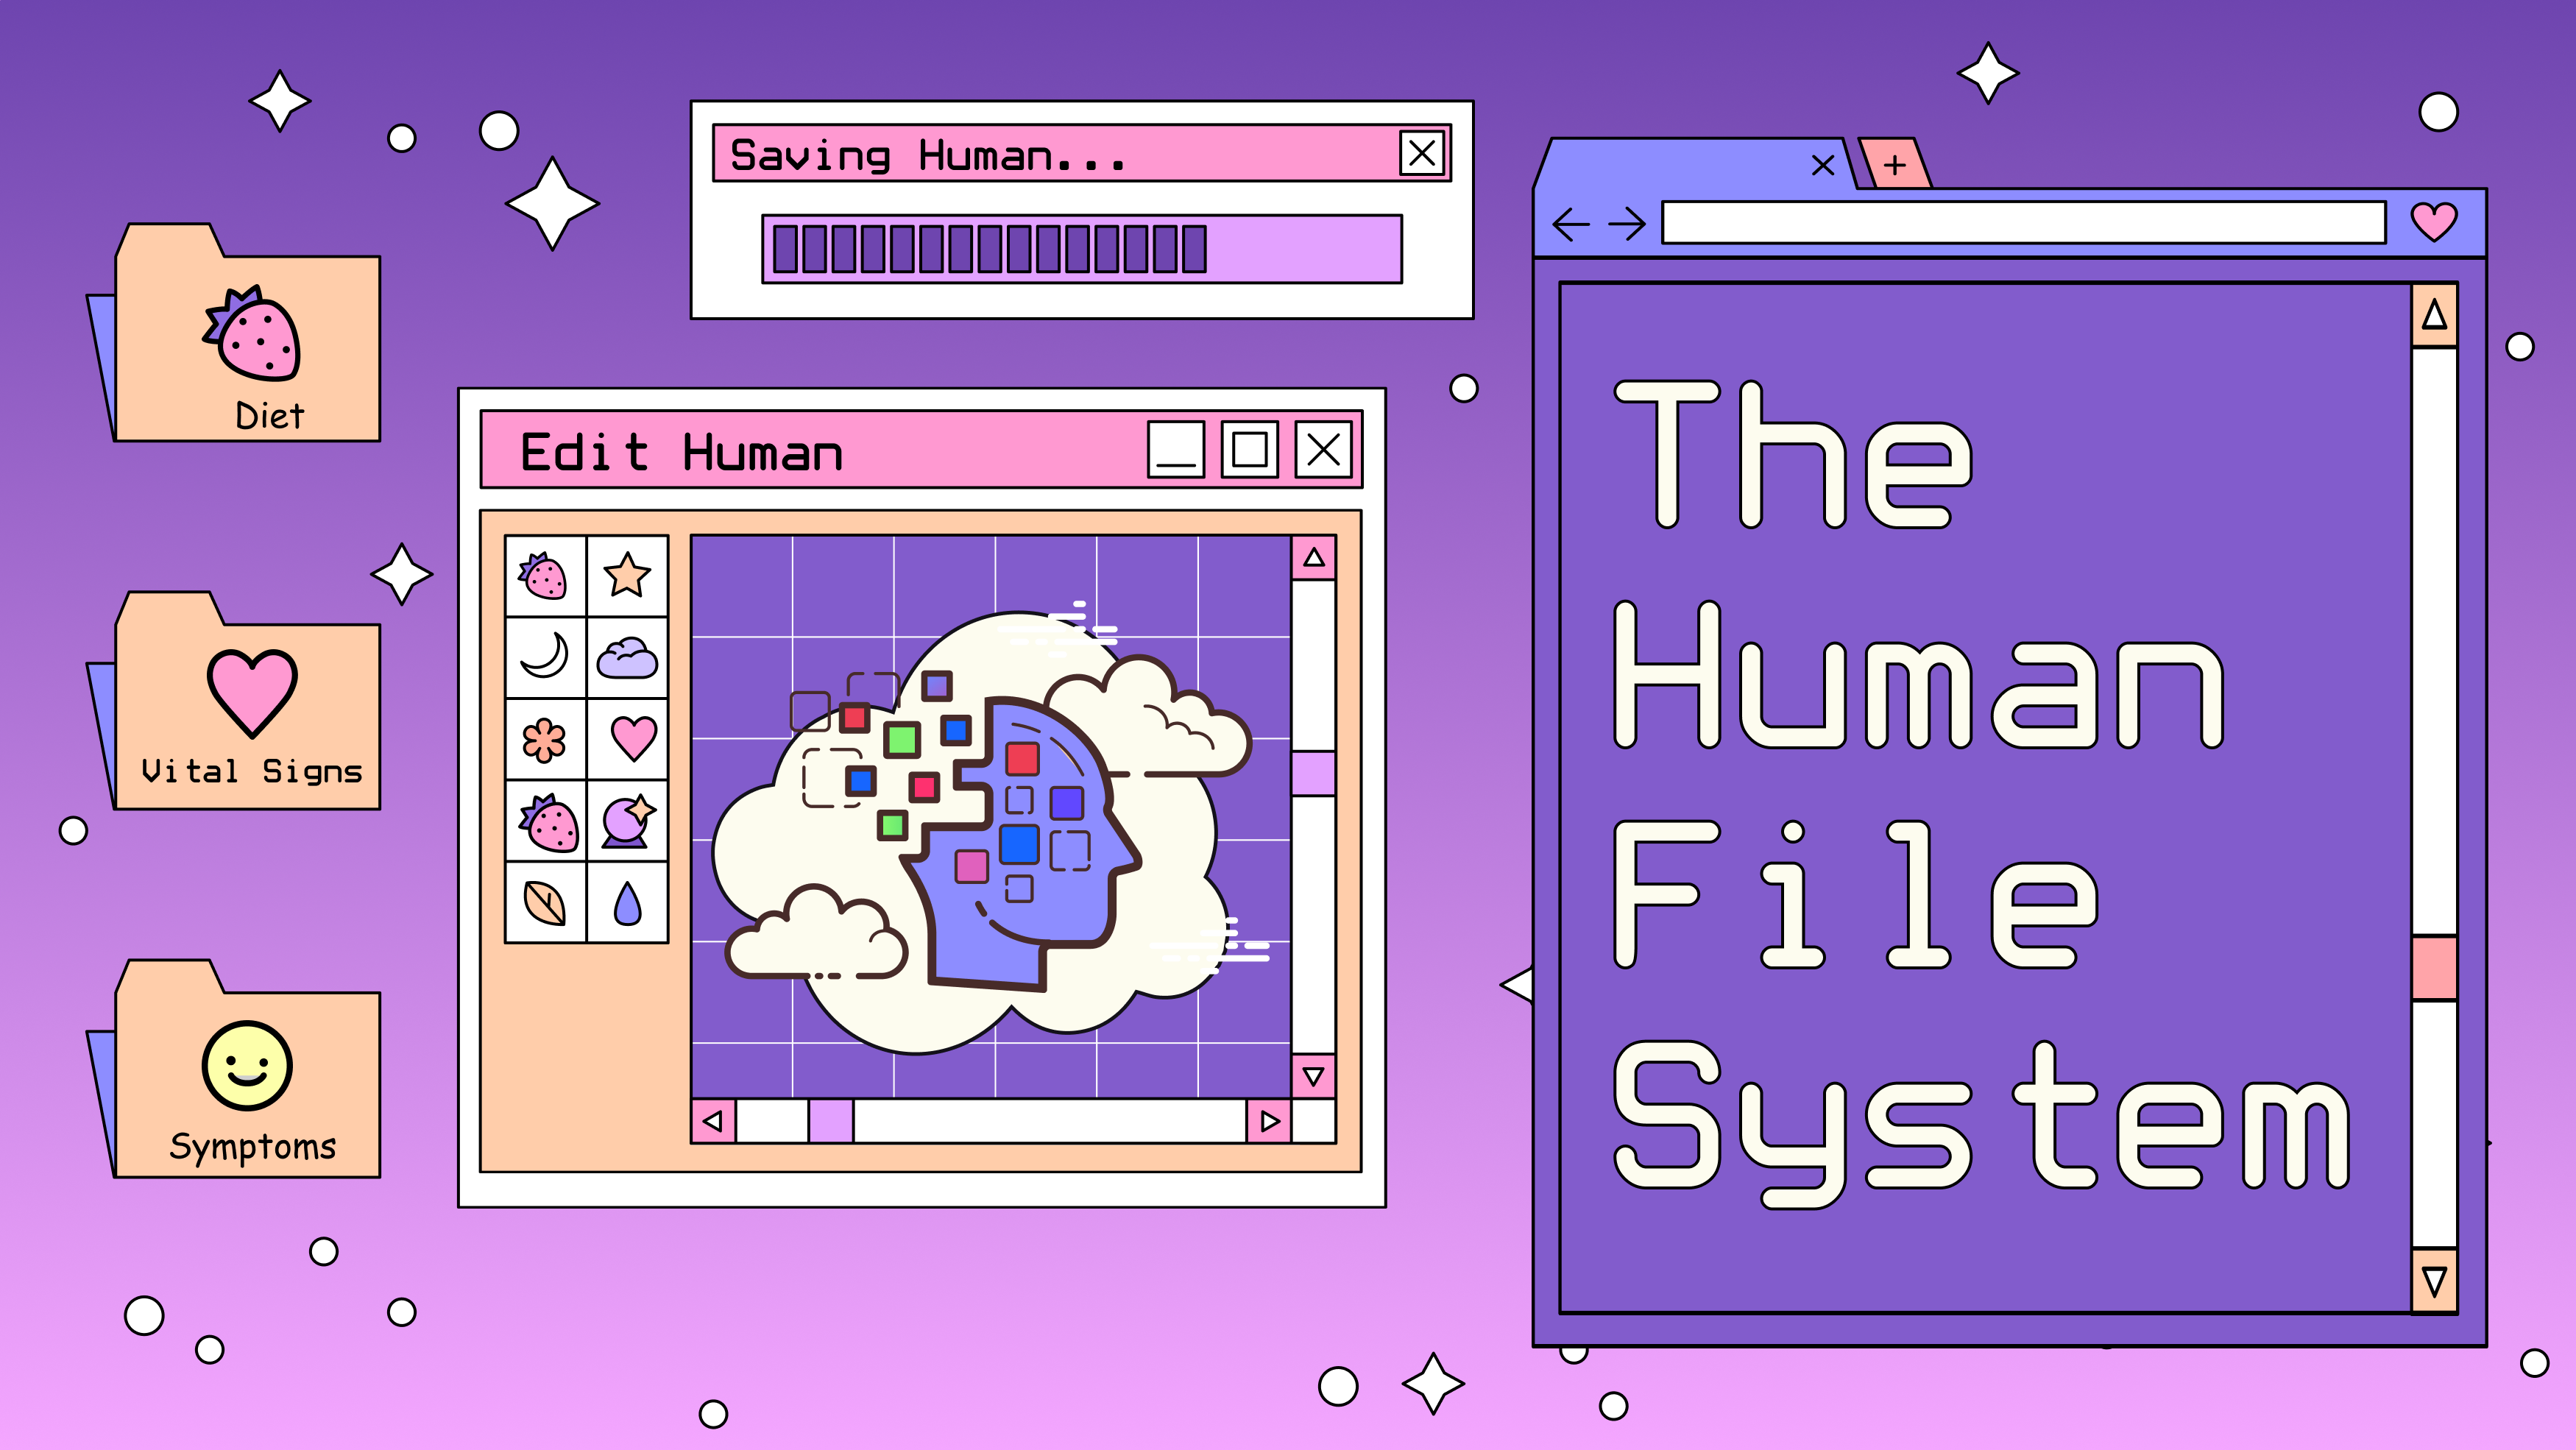 Saving Human...
Diet
Edit Human
Vital Signs
Symptoms
The
Human
File
System